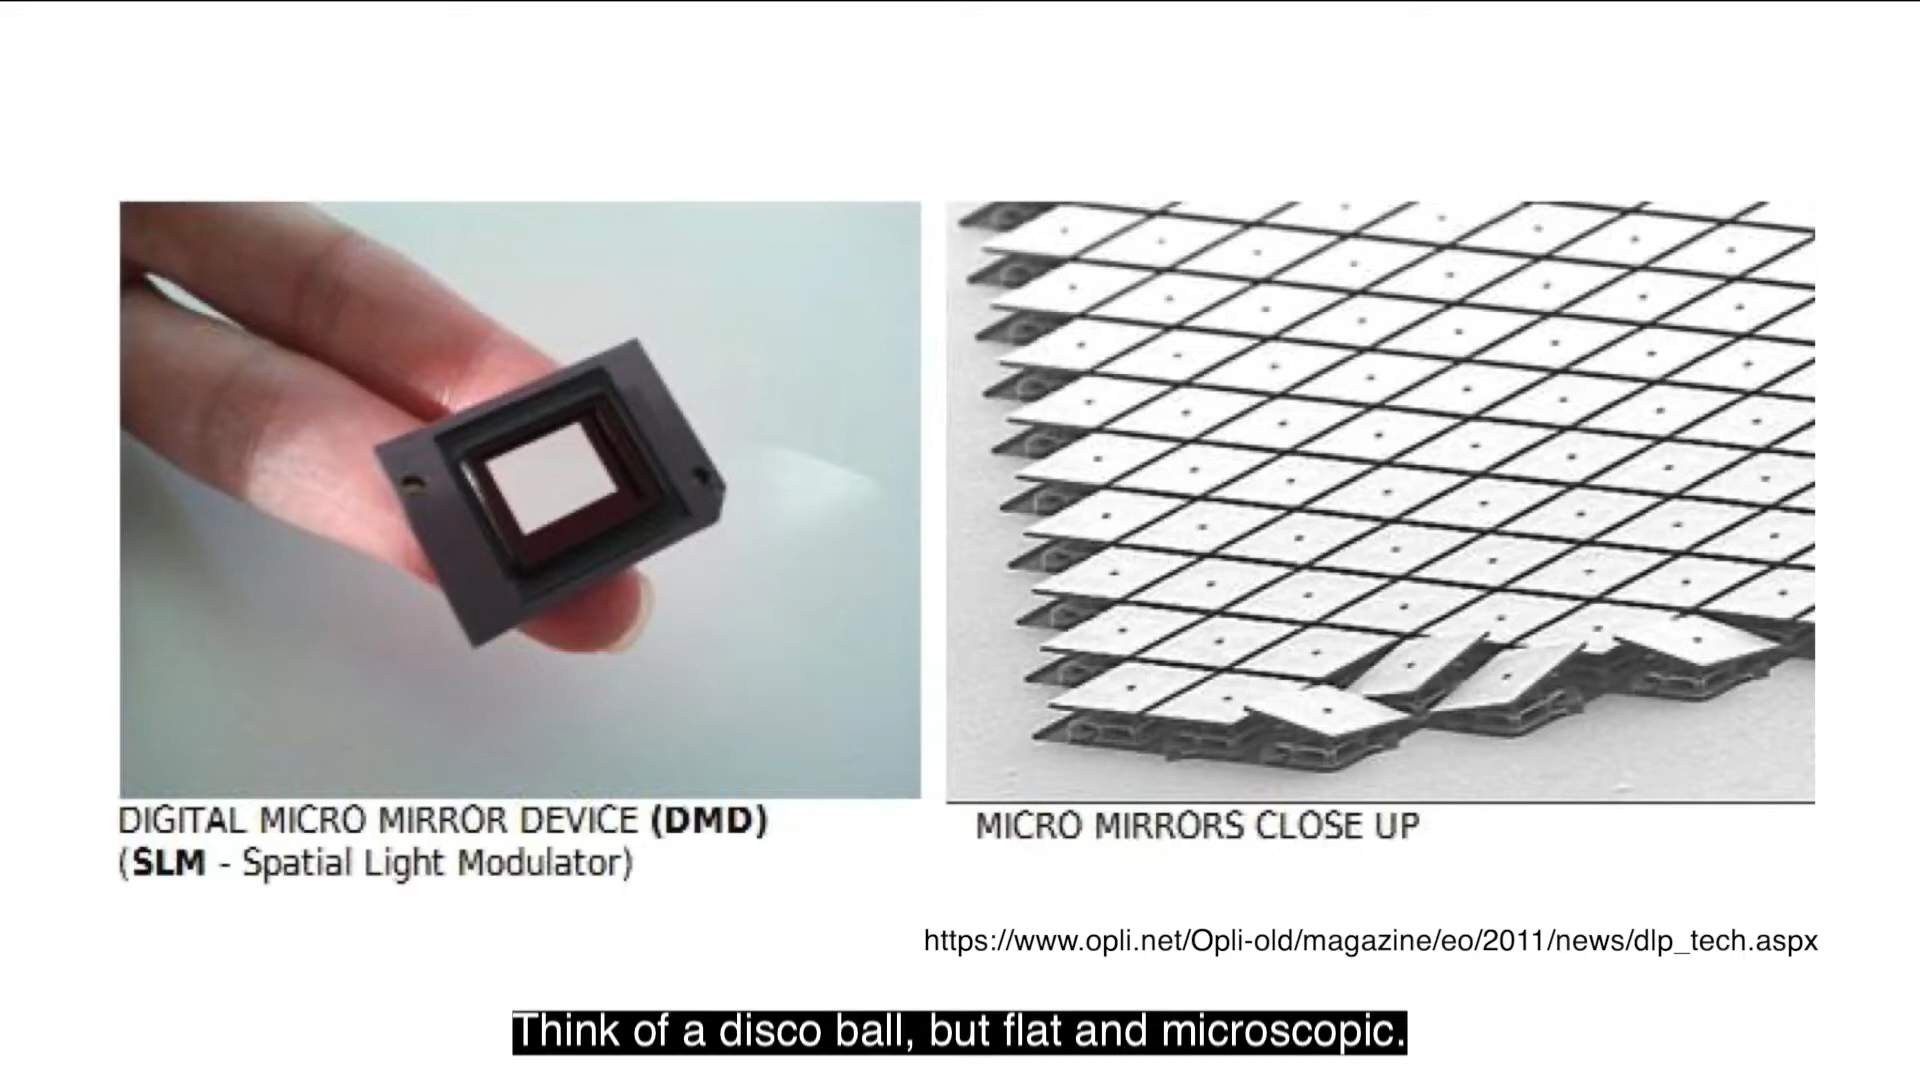 DIGITAL MICRO MIRROR DEVICE (DMD)
(SLM - Spatial Light Modulator)
MICRO MIRRORS CLOSE UP
https://www.opli.net/Opli-old/magazine/eo/2011/news/dlp_tech.aspx
Think of a disco ball, but flat and microscopic.